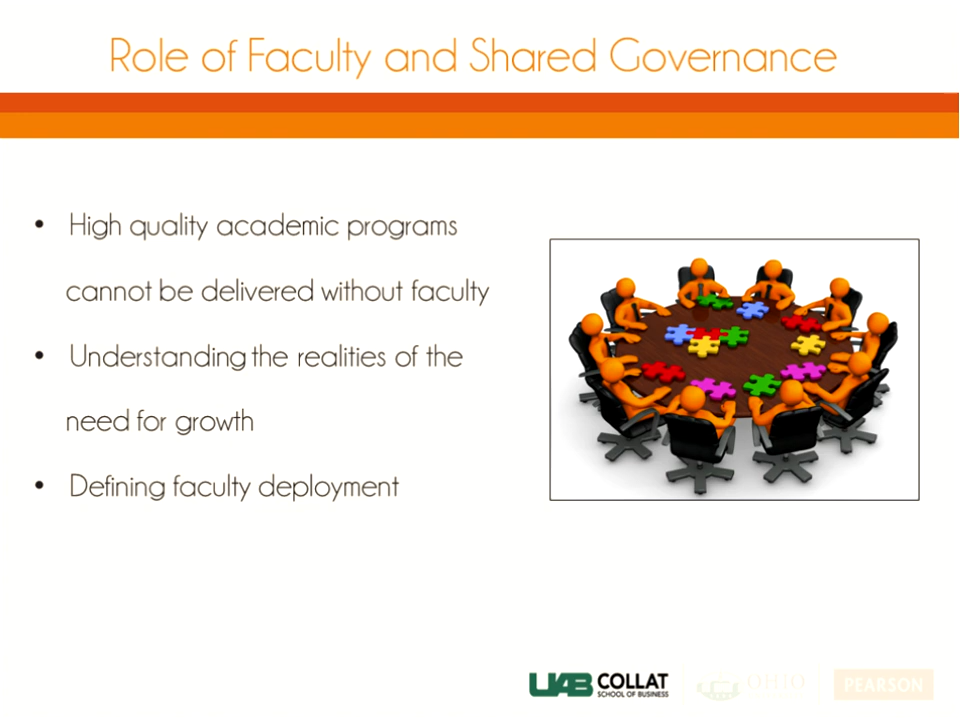 Role of Faculty and Shared Governance
• High quality academic programs
cannot be delivered without faculty
• Understanding the realities of the
need for growth
• Defining faculty deployment
UAB COLLAT
SCHOOL OF BUSINESS
OHIO
PEARSON